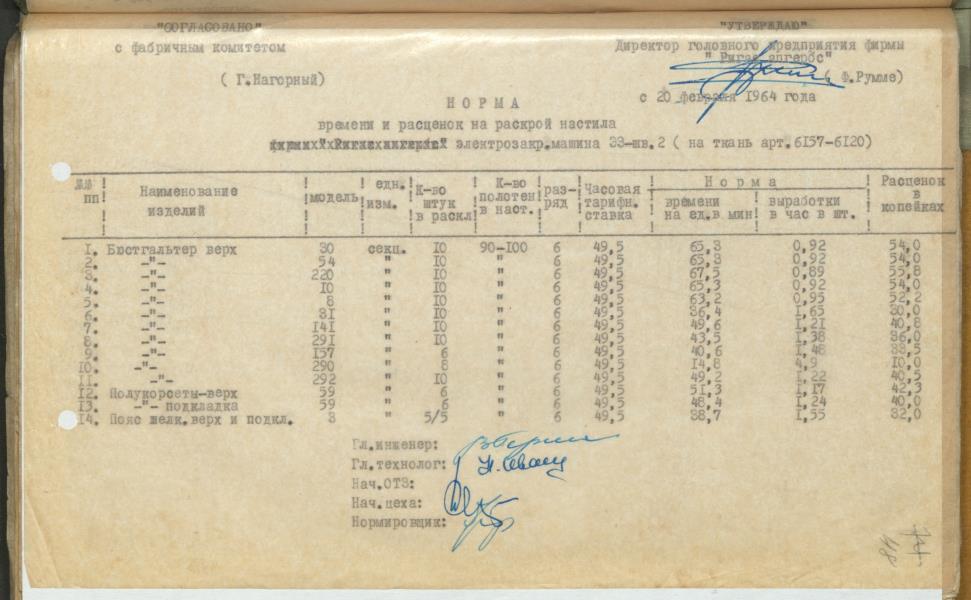 "СОГЛАСОВАНО" "УТВЕРЖДАЮ"
с фабричным комитетом Директор головного предприятия фирмы
" Ригас апгербс"
( Г.Нагорный) ( Ф.Румме)
с 20 февраля 1964 года
Н О Р М А
времени и расценок на раскрой настила
электрозакр.машина ЗЗ-шв.2 ( на ткань арт.6157-6120)
№№ пп Наименование изделий модель един. изм. К-во штук в раскл К-во полотен в наст. раз-ряд Часовая тарифн. ставка Н о р м а времени на ед.в мин выработки в час в шт. Расценок в копейках
1. Бюстгальтер верх 30 секц. 10 90-100 6 49,5 65,3 0,92 54,0
2. -"- 54 " 10 " 6 49,5 65,3 0,92 54,0
3. -"- 220 " 10 " 6 49,5 67,5 0,89 55,8
4. -"- 10 " 10 " 6 49,5 65,3 0,92 54,0
5. -"- 8 " 10 " 6 49,5 63,2 0,95 52,2
6. -"- 31 " 10 " 6 49,5 36,4 1,65 30,0
7. -"- 141 " 10 " 6 49,5 49,6 1,21 40,8
8. -"- 291 " 10 " 6 49,5 43,5 1,38 36,0
9. -"- 157 " 6 " 6 49,5 40,6 1,48 33,5
10. -"- 290 " 8 " 6 49,5 14,8 4,9 10,0
11. -"- 292 " 10 " 6 49,5 49,2 1,22 40,5
12. Полукорсеты-верх 59 " 6 " 6 49,5 51,3 1,17 42,3
13. -"- подкладка 59 " 6 " 6 49,5 48,4 1,24 40,0
14. Пояс шелк.верх и подкл. 3 " 5/5 " 6 49,5 38,7 1,55 32,0
Гл.инженер:
Гл.технолог:
Нач.ОТЗ:
Нач.цеха:
Нормировщик: